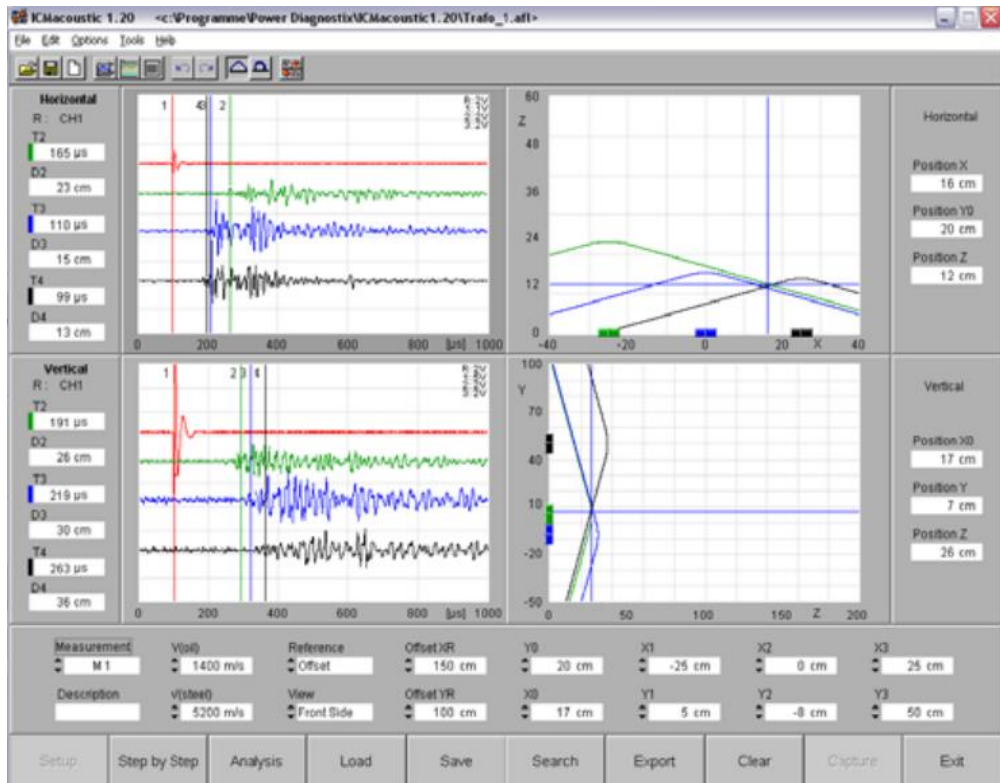 ICMacoustic 1.20 <c:\Programme\Power Diagnostix\ICMacoustic1.20\Trafo_1.afl>
File Edit Options Tools Help
Horizontal
R: CH1
T2
165 µs
D2
23 cm
T3
110 µs
D3
15 cm
T4
99 µs
D4
13 cm
1 43 2
0 200 400 600 800 [µs] 1000
60
Z
48
36
24
12
0
-40 -20 0 20 X 40
Horizontal
Position X
16 cm
Position Y0
20 cm
Position Z
12 cm
Vertical
R: CH1
T2
191 µs
D2
26 cm
T3
219 µs
D3
30 cm
T4
263 µs
D4
36 cm
1 2 3 4
0 200 400 600 800 [µs] 1000
100
Y
70
40
10
-20
-50
0 50 100 150 Z 200
Vertical
Position X0
17 cm
Position Y
7 cm
Position Z
26 cm
Measurement V(oil) Reference Offset XR Y0 X1 X2 X3
M 1 1400 m/s Offset 150 cm 20 cm -25 cm 0 cm 25 cm
Description v(steel) View Offset YR X0 Y1 Y2 Y3
5200 m/s Front Side 100 cm 17 cm 5 cm -8 cm 50 cm
Setup Step by Step Analysis Load Save Search Export Clear Capture Exit